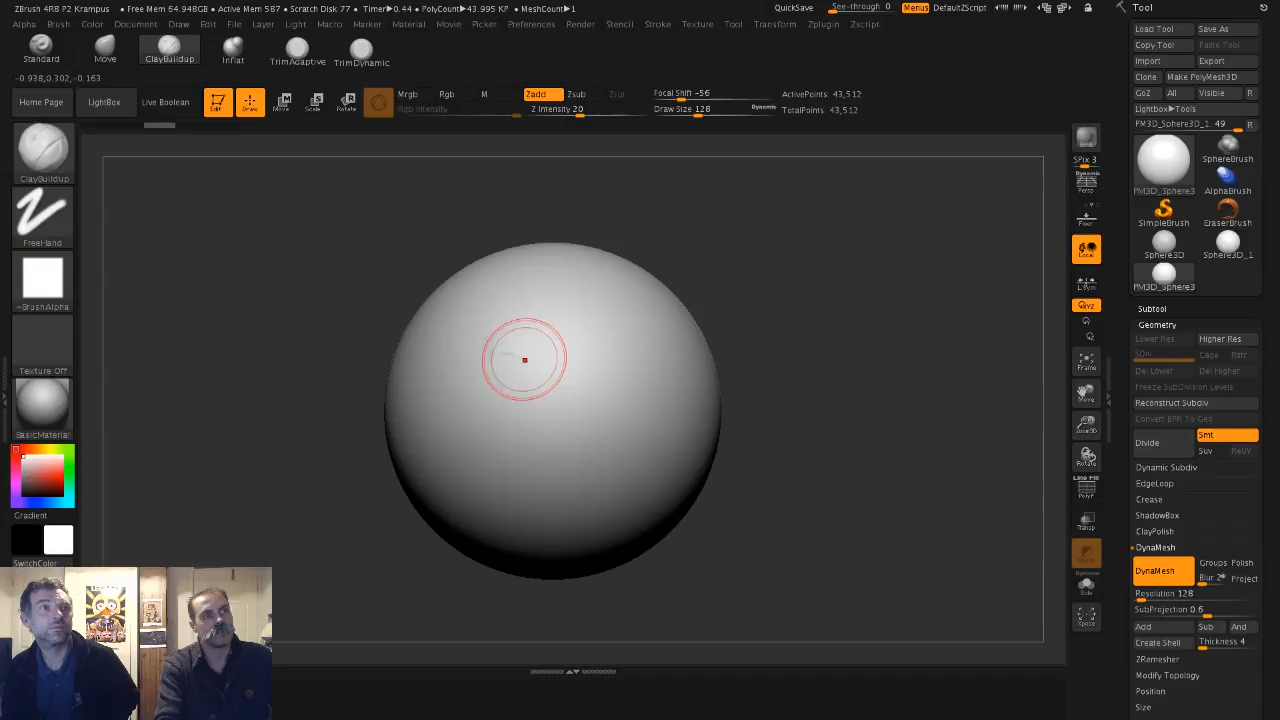 ZBrush 4R8 P2 Krampus • Free Mem 64.948GB • Active Mem 587 • Scratch Disk 77 • Timer▶0.44 • PolyCount▶43.995 KP • MeshCount▶1
QuickSave See-through 0 Menus DefaultZScript
Tool
Alpha Brush Color Document Draw Edit File Layer Light Macro Marker Material Movie Picker Preferences Render Stencil Stroke Texture Tool Transform Zplugin Zscript
Standard Move ClayBuildup Inflat TrimAdaptive TrimDynamic
-0.938,0.302,-0.163
Home Page LightBox Live Boolean Edit Draw Move Scale Rotate
Mrgb Rgb M Zadd Zsub Zcut
Rgb Intensity Z Intensity 20
Focal Shift -56
Draw Size 128 Dynamic
ActivePoints: 43,512
TotalPoints: 43,512
ClayBuildup
FreeHand
~BrushAlpha
Texture Off
BasicMaterial
Gradient
SwitchColor
BPR
SPix 3
Dynamic
Persp
Floor
Local
L.Sym
XYZ
Frame
Move
Zoom3D
Rotate
Line Fill
PolyF
Transp
Dynamic
Solo
Xpose
Load Tool Save As
Copy Tool Paste Tool
Import Export
Clone Make PolyMesh3D
GoZ All Visible R
Lightbox▶Tools
PM3D_Sphere3D_1. 49 R
PM3D_Sphere3 SphereBrush
AlphaBrush
SimpleBrush EraserBrush
Sphere3D Sphere3D_1
PM3D_Sphere3
Subtool
Geometry
Lower Res Higher Res
SDiv Cage Rstr
Del Lower Del Higher
Freeze SubDivision Levels
Reconstruct Subdiv
Convert BPR To Geo
Divide Smt
Suv ReUV
Dynamic Subdiv
EdgeLoop
Crease
ShadowBox
ClayPolish
DynaMesh
DynaMesh Groups Polish
Blur 2 Project
Resolution 128
SubProjection 0.6
Add Sub And
Create Shell Thickness 4
ZRemesher
Modify Topology
Position
Size